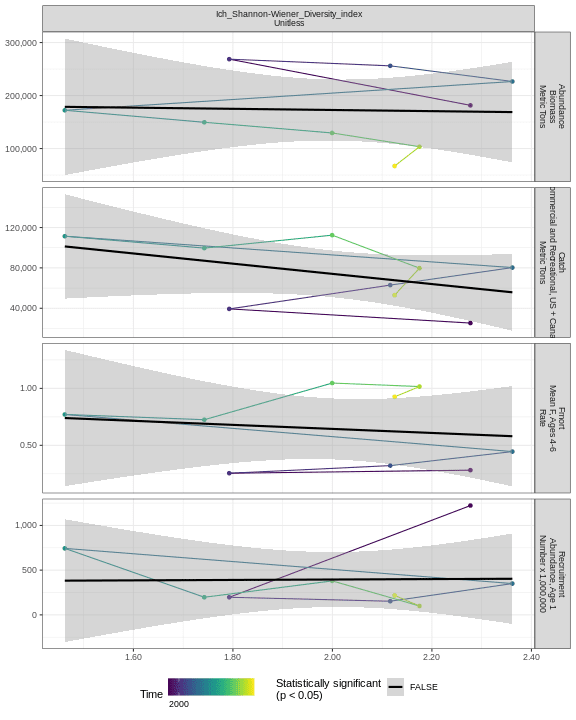 Ich_Shannon-Wiener_Diversity_index
Unitless
300,000
200,000
100,000
Abundance
Biomass
Metric Tons
120,000
80,000
40,000
Catch
ommercial and Recreational, US + Cana
Metric Tons
1.00
0.50
Fmort
Mean F, Ages 4-6
Rate
1,000
500
0
Recruitment
Abundance, Age 1
Number x 1,000,000
1.60 1.80 2.00 2.20 2.40
Time
2000
Statistically significant
(p < 0.05)
FALSE